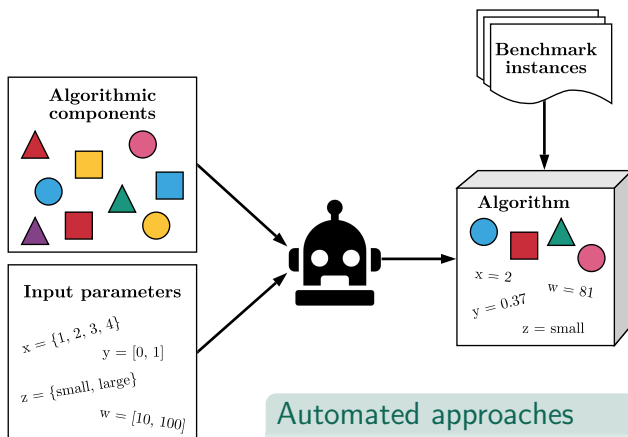 Benchmark
instances
Algorithmic
components
Algorithm
x = 2
w = 81
y = 0.37
z = small
Input parameters
x = {1, 2, 3, 4}
y = [0, 1]
z = {small, large}
w = [10, 100]
Automated approaches